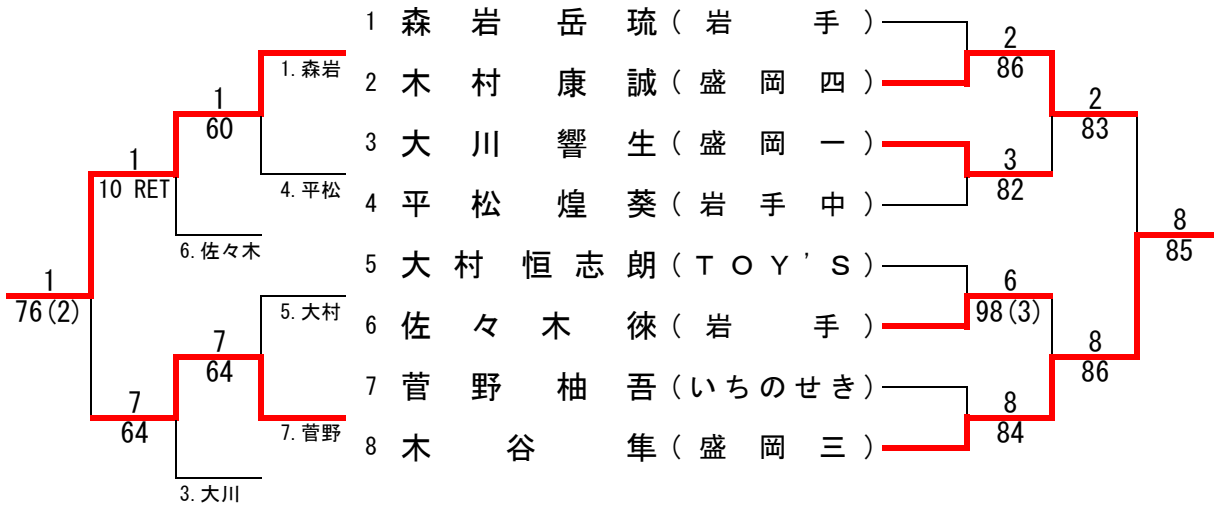 1 森岩岳琉(岩手)
2 木村康誠(盛岡四)
3 大川響生(盛岡一)
4 平松煌葵(岩手中)
5 大村恒志朗(TOY'S)
6 佐々木徠(岩手)
7 菅野柚吾(いちのせき)
8 木谷隼(盛岡三)
2
86
3
82
6
98(3)
8
84
2
83
8
86
8
85
1.森岩
4.平松
6.佐々木
5.大村
7.菅野
3.大川
1
60
1
10 RET
7
64
7
64
1
76(2)